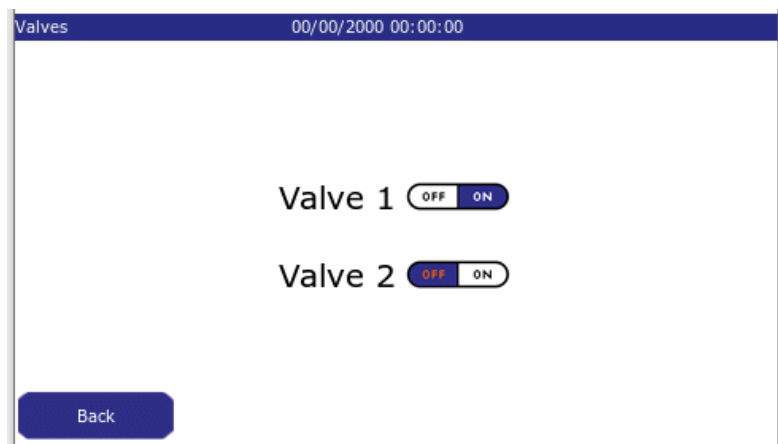 Valves 00/00/2000 00:00:00
Valve 1 OFF ON
Valve 2 OFF ON
Back